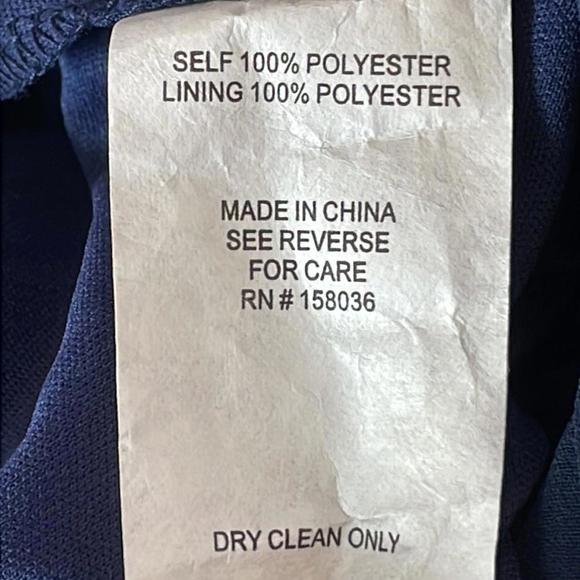 SELF 100% POLYESTER
LINING 100% POLYESTER
MADE IN CHINA
SEE REVERSE
FOR CARE
RN # 158036
DRY CLEAN ONLY